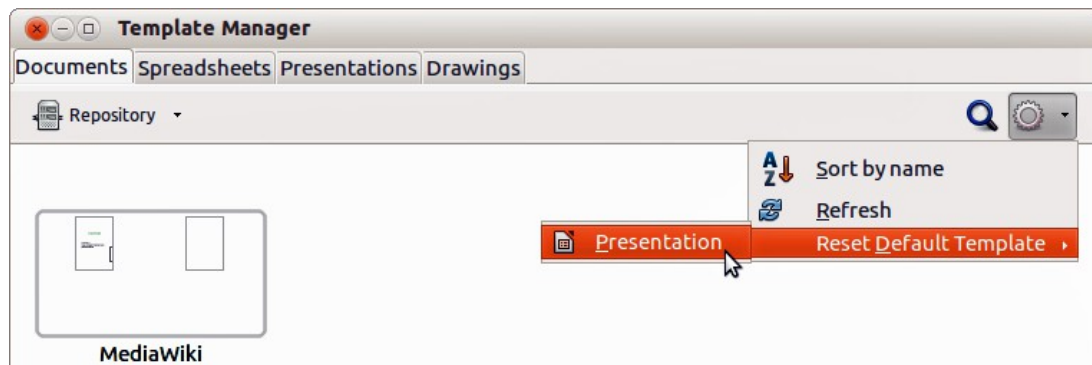 Template Manager
Documents Spreadsheets Presentations Drawings
Repository
A
Z
Sort by name
Refresh
Presentation
Reset Default Template
MediaWiki